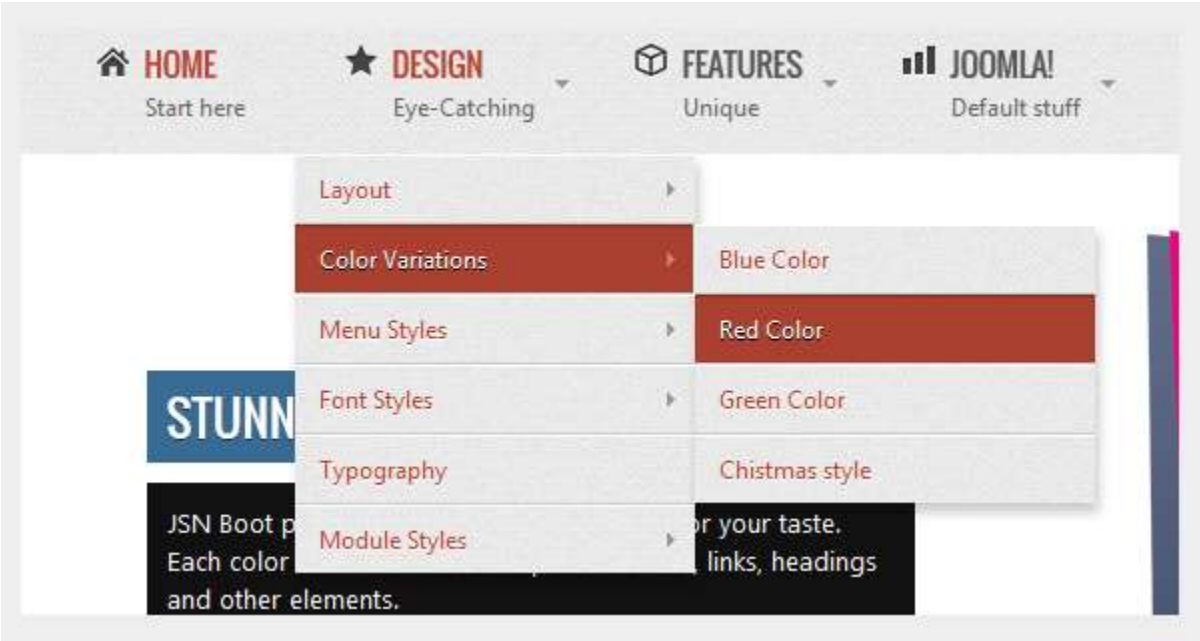 HOME DESIGN FEATURES JOOMLA!
Start here Eye-Catching Unique Default stuff
Layout
Color Variations
Menu Styles
Font Styles
Typography
Module Styles
Blue Color
Red Color
Green Color
Chistmas style
STUNN
JSN Boot p
or your taste.
Each color
links, headings
and other elements.